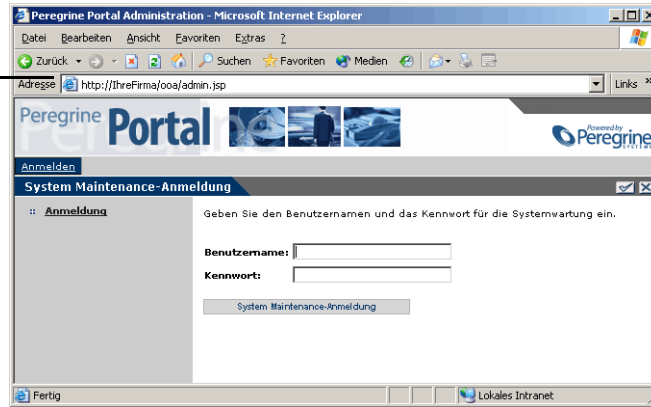 Peregrine Portal Administration - Microsoft Internet Explorer
Datei Bearbeiten Ansicht Favoriten Extras ?
Zurück Suchen Favoriten Medien
Adresse http://IhreFirma/ooa/admin.jsp Links »
Peregrine Portal
Powered by
Peregrine
SYSTEMS
Anmelden
System Maintenance-Anmeldung
:: Anmeldung
Geben Sie den Benutzernamen und das Kennwort für die Systemwartung ein.
Benutzername:
Kennwort:
System Maintenance-Anmeldung
Fertig Lokales Intranet